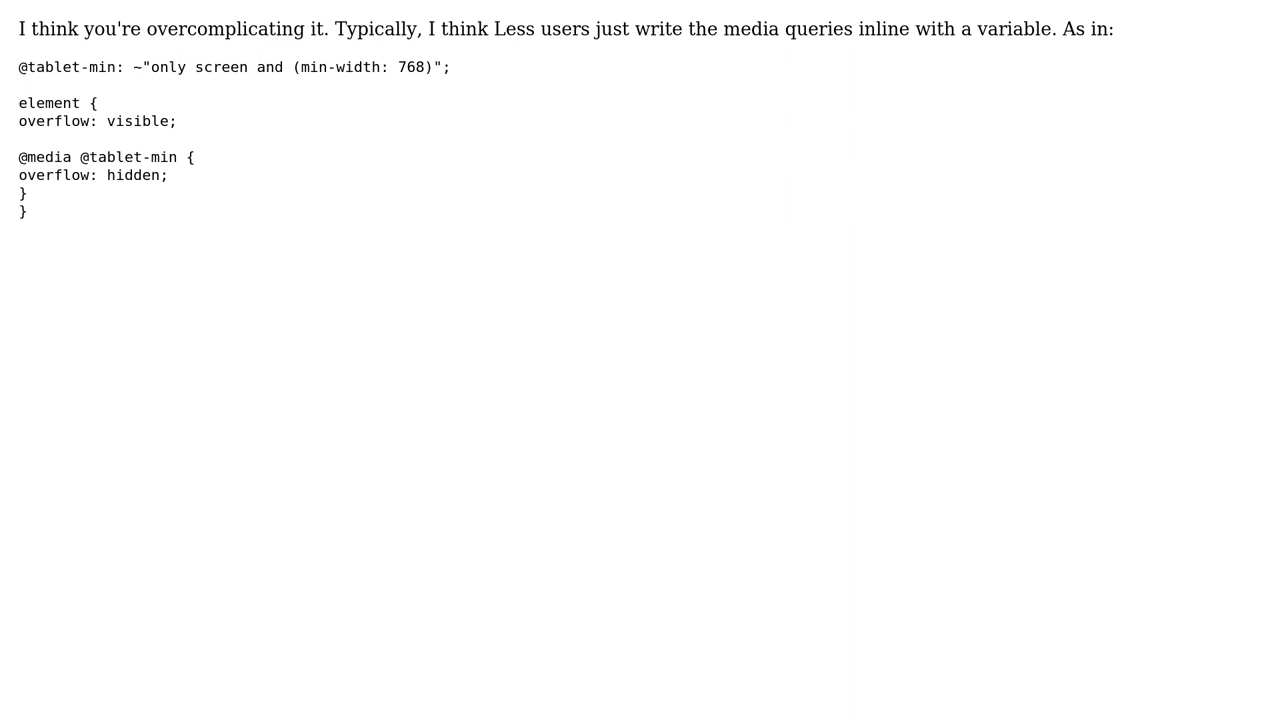 I think you're overcomplicating it. Typically, I think Less users just write the media queries inline with a variable. As in:
@tablet-min: ~"only screen and (min-width: 768)";
element {
overflow: visible;
@media @tablet-min {
overflow: hidden;
}
}